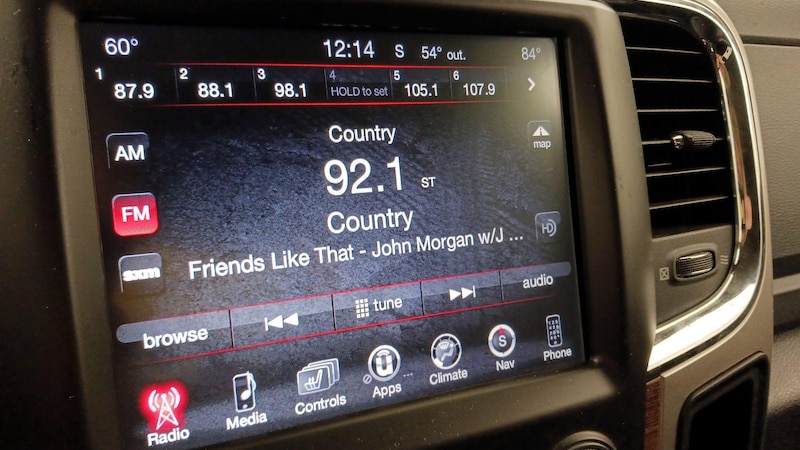 60° 12:14 S 54° out. 84°
1 87.9 2 88.1 3 98.1 4 HOLD to set 5 105.1 6 107.9
Country
AM
map
92.1 ST
FM
Country
HD
Friends Like That - John Morgan w/J ...
sxm
browse tune audio
Radio Media Controls Apps Climate S Nav Phone